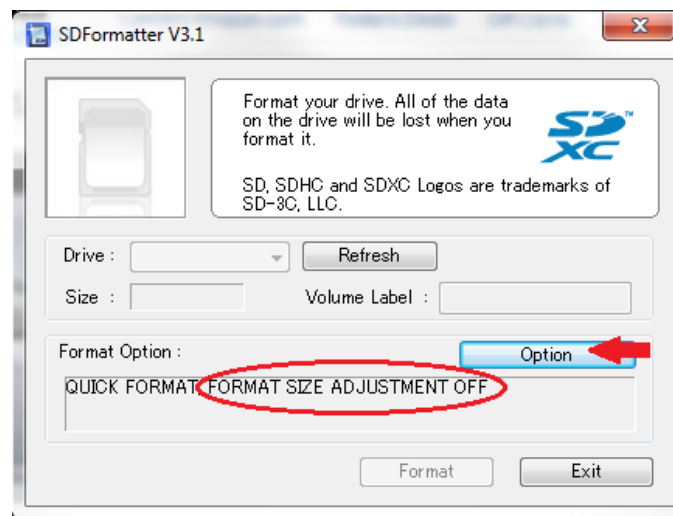 SDFormatter V3.1
Format your drive. All of the data
on the drive will be lost when you
format it.
SD, SDHC and SDXC Logos are trademarks of
SD-3C, LLC.
SD XC™
Drive :
Refresh
Size :
Volume Label :
Format Option :
Option
QUICK FORMAT, FORMAT SIZE ADJUSTMENT OFF
Format
Exit